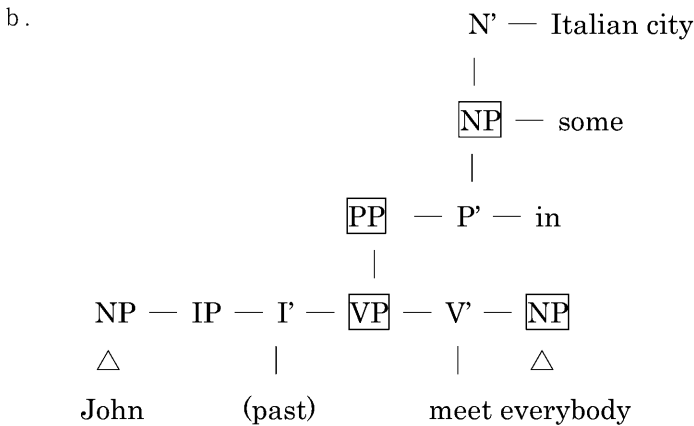 b. N’ — Italian city
NP — some
PP — P’ — in
NP — IP — I’ — VP — V’ — NP
John (past) meet everybody